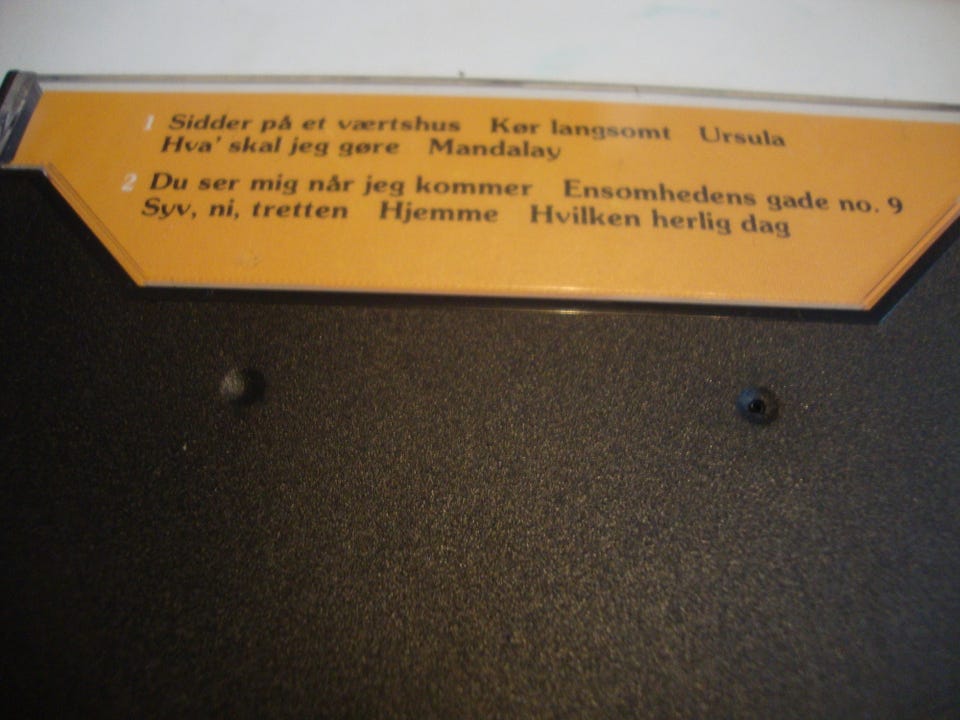 1 Sidder på et værtshus Kør langsomt Ursula
Hva' skal jeg gøre Mandalay
2 Du ser mig når jeg kommer Ensomhedens gade no. 9
Syv, ni, tretten Hjemme Hvilken herlig dag